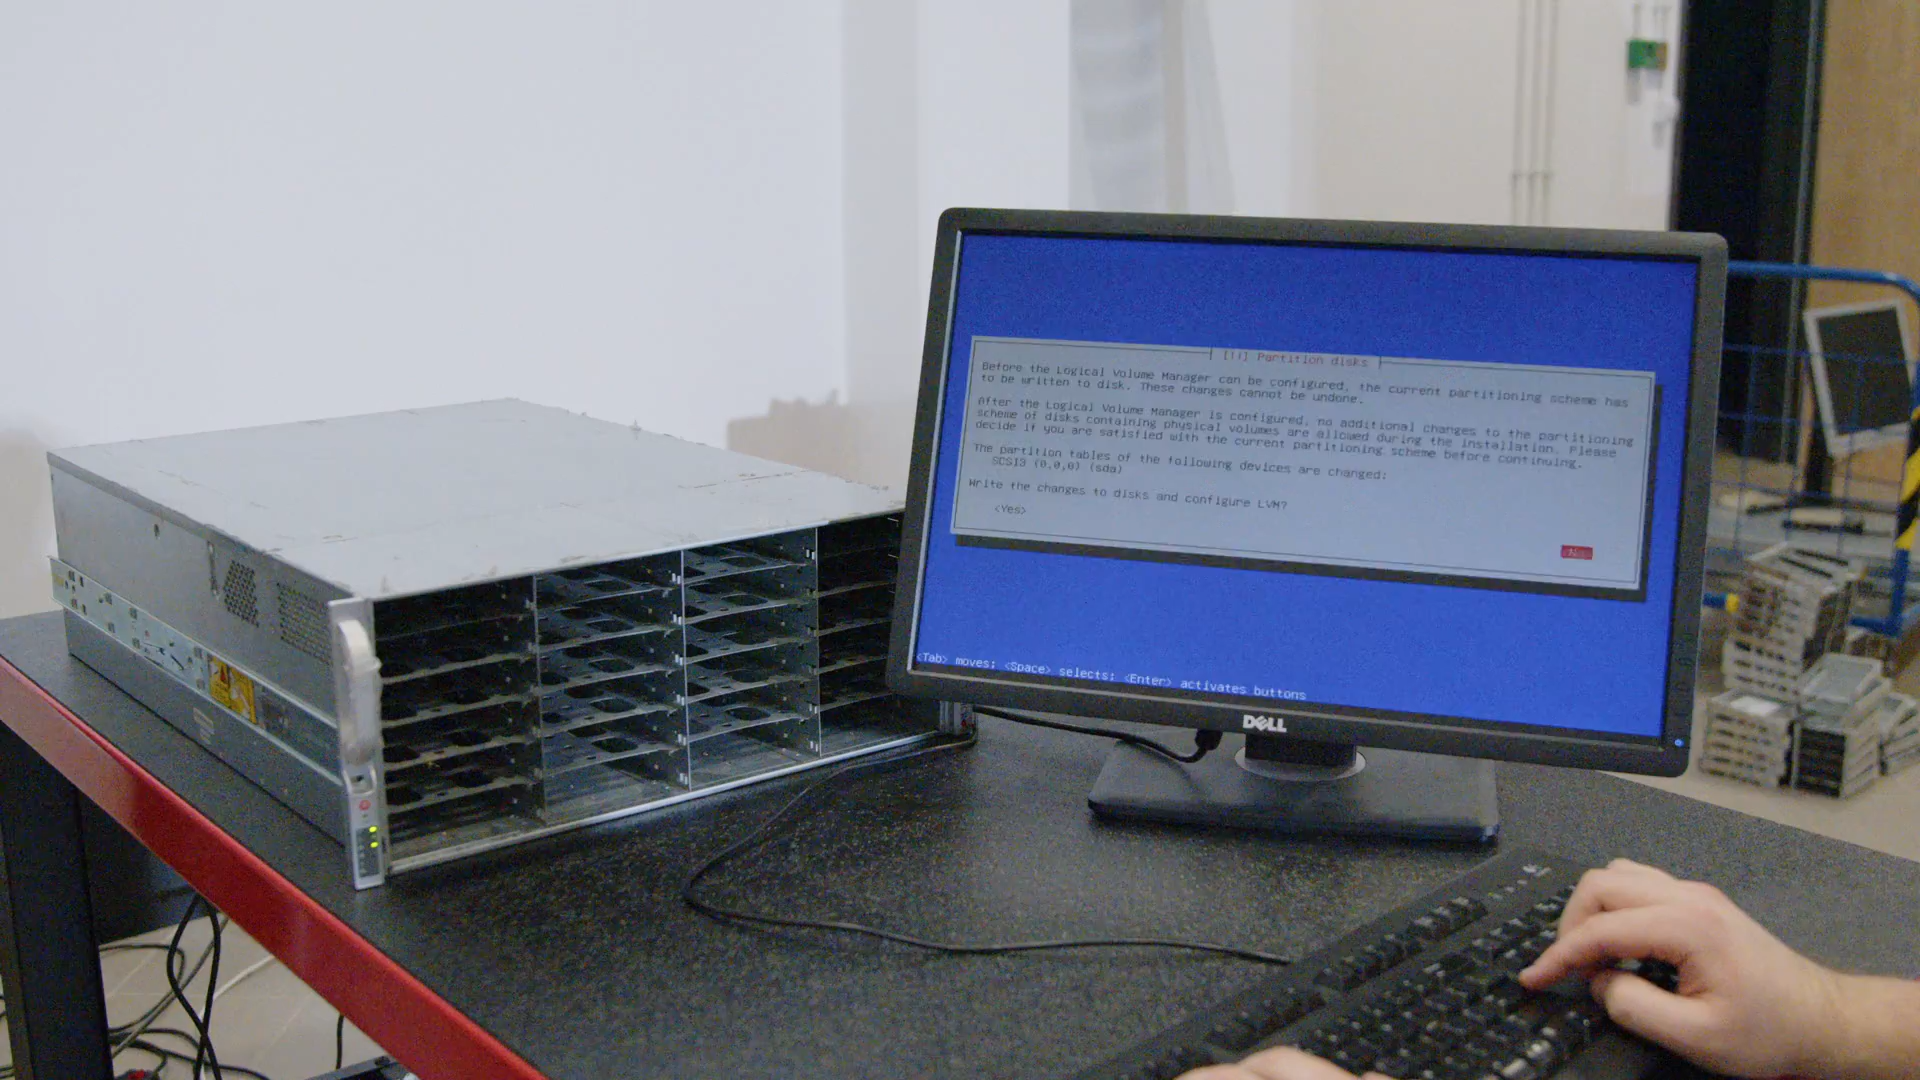 [!!] Partition disks
Before the Logical Volume Manager can be configured, the current partitioning scheme has
to be written to disk. These changes cannot be undone.
After the Logical Volume Manager is configured, no additional changes to the partitioning
scheme of disks containing physical volumes are allowed during the installation. Please
decide if you are satisfied with the current partitioning scheme before continuing.
The partition tables of the following devices are changed:
SCSI3 (0,0,0) (sda)
Write the changes to disks and configure LVM?
<Yes>
<No>
<Tab> moves; <Space> selects; <Enter> activates buttons
DELL